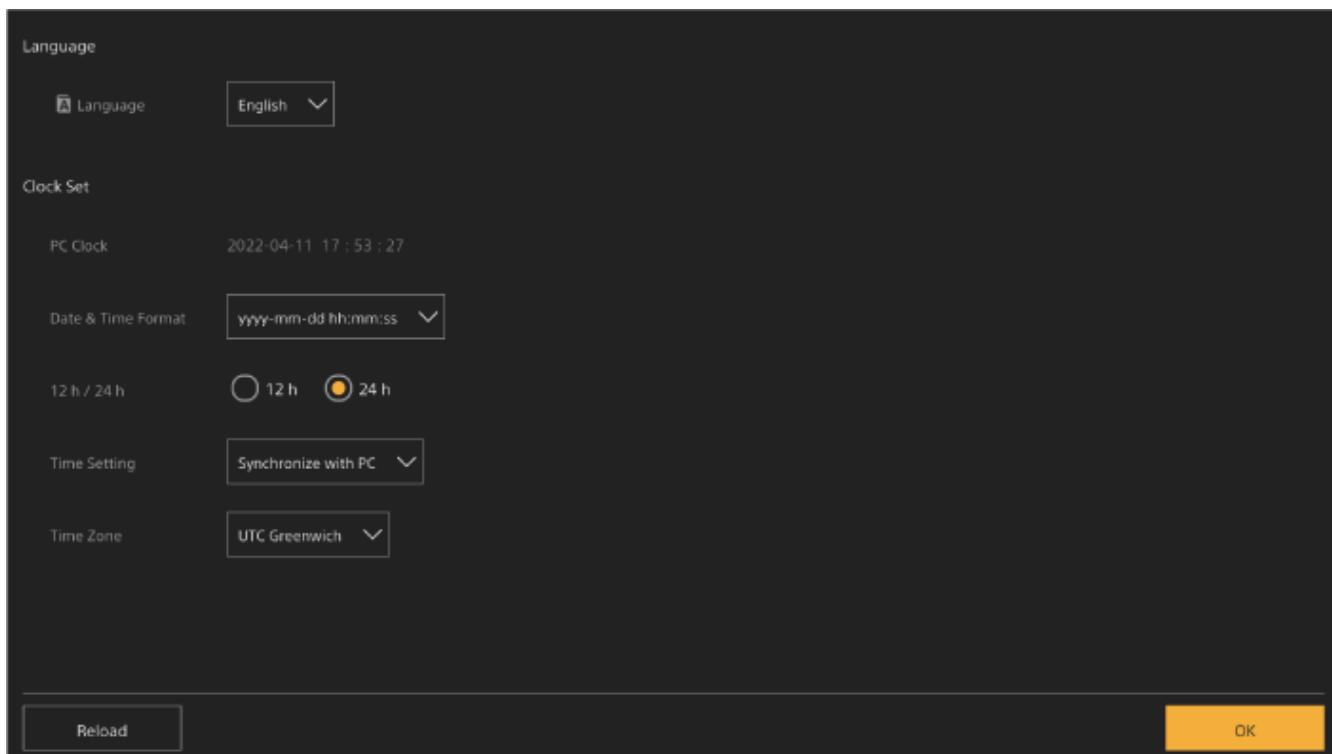 Language
A Language English
Clock Set
PC Clock 2022-04-11 17 : 53 : 27
Date & Time Format yyyy-mm-dd hh:mm:ss
12 h / 24 h 12 h 24 h
Time Setting Synchronize with PC
Time Zone UTC Greenwich
Reload OK